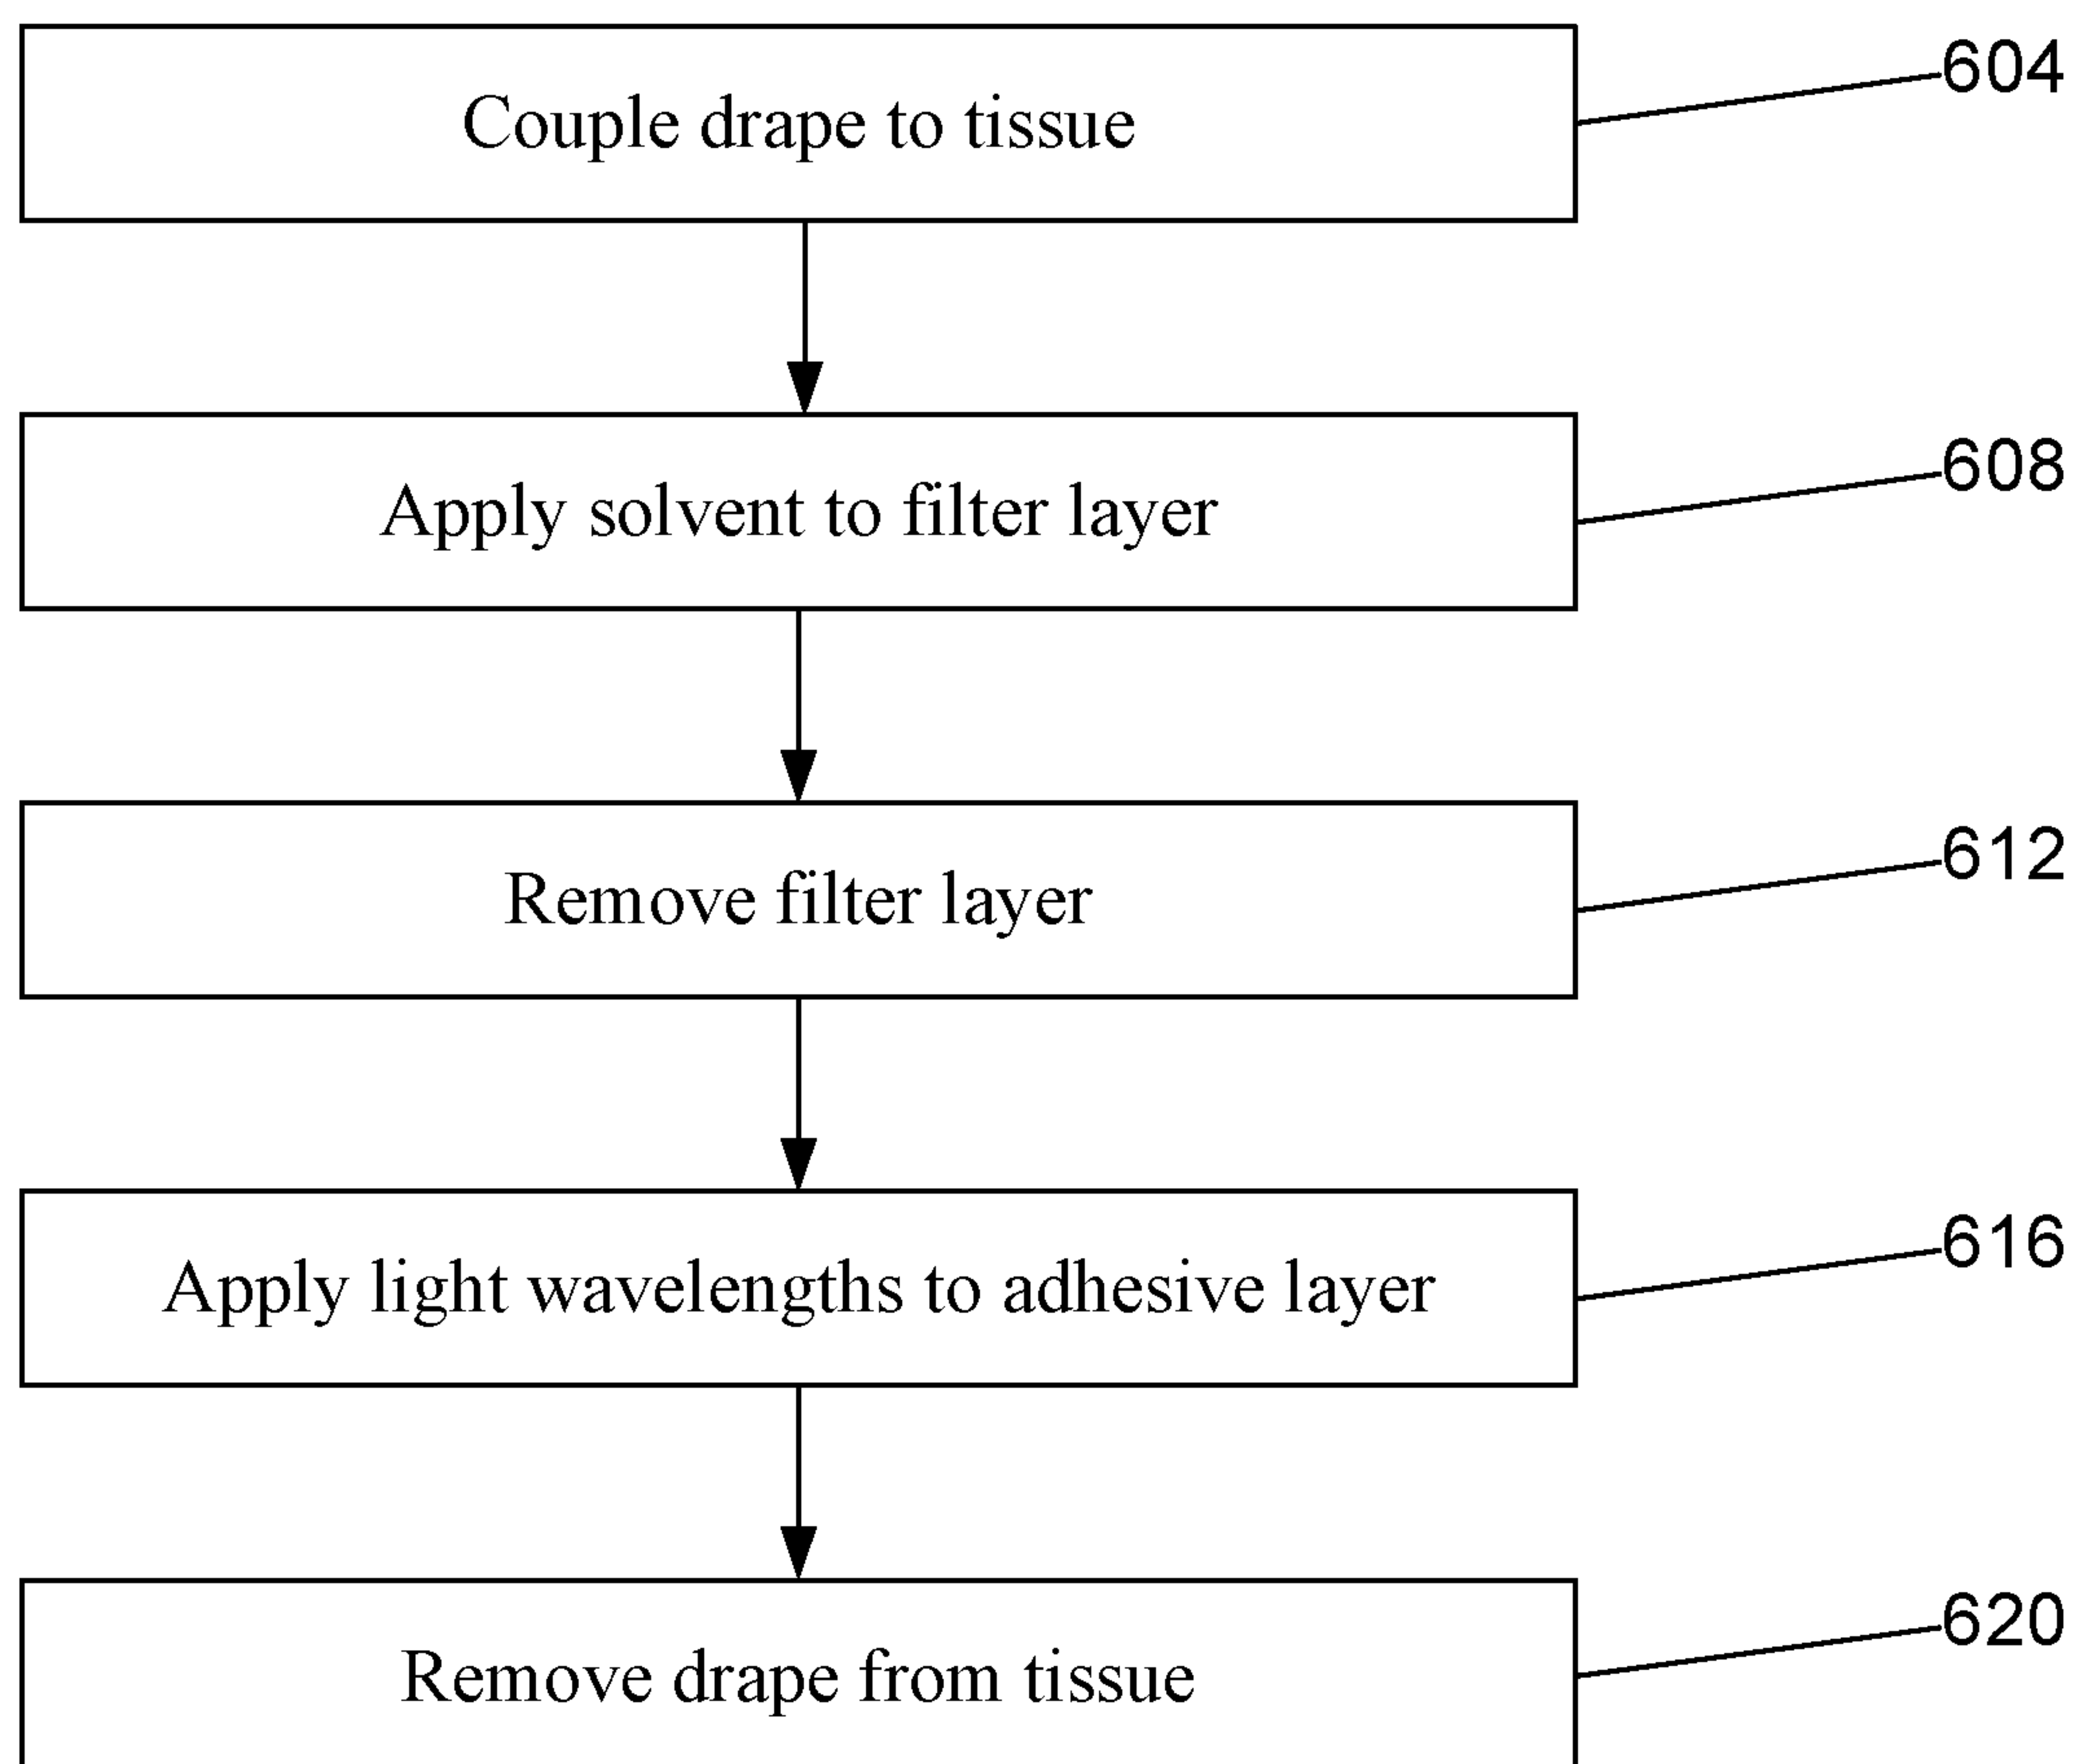 Couple drape to tissue
604
Apply solvent to filter layer
608
Remove filter layer
612
Apply light wavelengths to adhesive layer
616
Remove drape from tissue
620